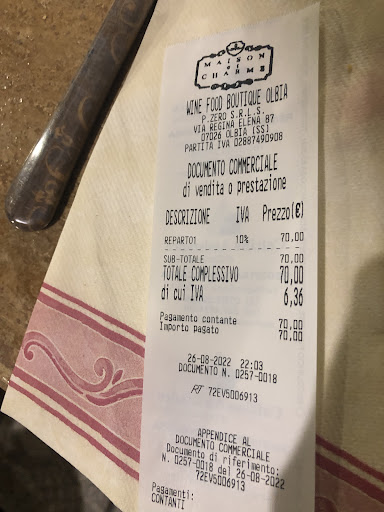 MAISON
di
CHARME
WINE FOOD BOUTIQUE OLBIA
P.ZERO S.R.L.S.
VIA REGINA ELENA 87
07026 OLBIA (SS)
PARTITA IVA 02887490908
DOCUMENTO COMMERCIALE
di vendita o prestazione
DESCRIZIONE IVA Prezzo(€)
REPARTO1 10% 70,00
SUB-TOTALE 70,00
TOTALE COMPLESSIVO 70,00
di cui IVA 6,36
Pagamento contante 70,00
Importo pagato 70,00
26-08-2022 22:03
DOCUMENTO N. 0257-0018
RT 72EV5006913
APPENDICE AL
DOCUMENTO COMMERCIALE
Documento di riferimento:
N. 0257-0018 del 26-08-2022
72EV5006913
Pagamenti:
CONTANTI